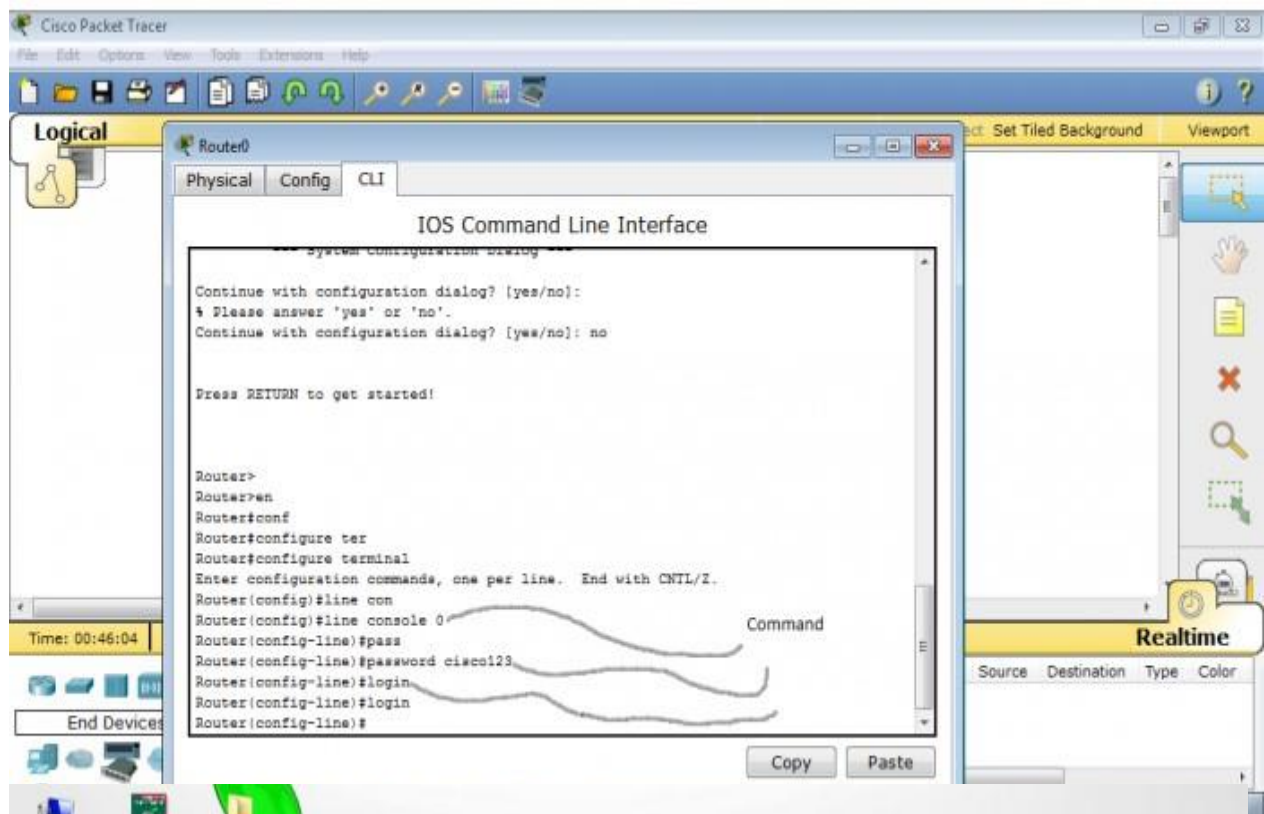 Cisco Packet Tracer
File Edit Options View Tools Extensions Help
Logical
Set Tiled Background
Viewport
Router0
Physical Config CLI
IOS Command Line Interface
--- System Configuration Dialog ---
Continue with configuration dialog? [yes/no]:
% Please answer 'yes' or 'no'.
Continue with configuration dialog? [yes/no]: no
Press RETURN to get started!
Router>
Router>en
Router#conf
Router#configure ter
Router#configure terminal
Enter configuration commands, one per line. End with CNTL/Z.
Router(config)#line con
Router(config)#line console 0
Router(config-line)#pass
Router(config-line)#password cisco123
Router(config-line)#login
Router(config-line)#login
Router(config-line)#
Command
Copy Paste
Time: 00:46:04
Realtime
Source Destination Type Color
End Devices